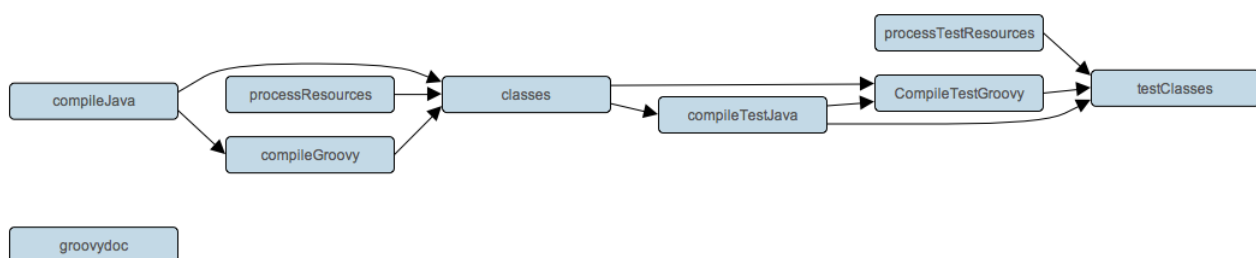 processTestResources
compileJava
processResources
classes
CompileTestGroovy
testClasses
compileTestJava
compileGroovy
groovydoc